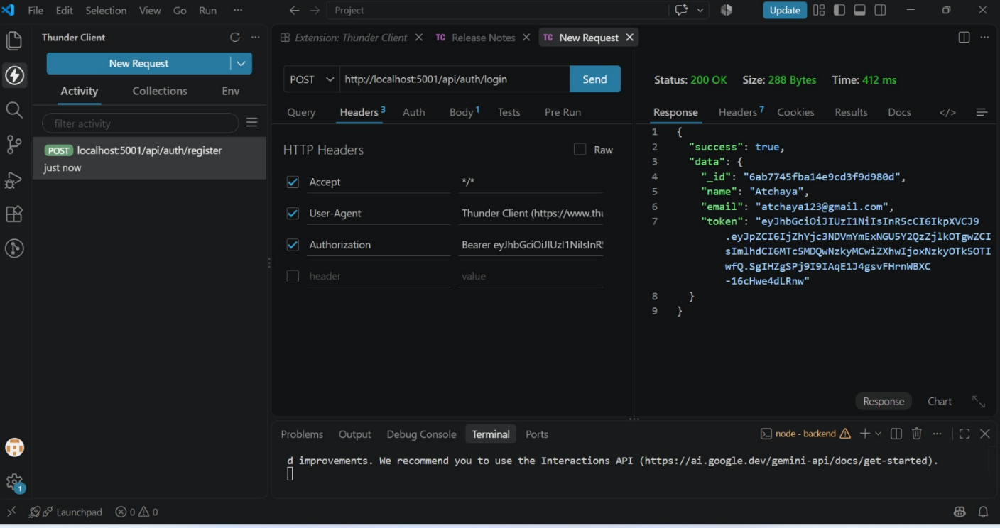 File Edit Selection View Go Run ··· ← → Project Update
Thunder Client ···
New Request
Activity Collections Env
filter activity
POST localhost:5001/api/auth/register
just now
Extension: Thunder Client × TC Release Notes × TC New Request × ···
POST http://localhost:5001/api/auth/login Send
Query Headers 3 Auth Body 1 Tests Pre Run
HTTP Headers Raw
Accept */*
User-Agent Thunder Client (https://www.thu
Authorization Bearer eyJhbGciOiJIUzI1NiIsInR5
header value
Status: 200 OK Size: 288 Bytes Time: 412 ms
Response Headers 7 Cookies Results Docs </>
1 {
2 "success": true,
3 "data": {
4 "_id": "6ab7745fba14e9cd3f9d980d",
5 "name": "Atchaya",
6 "email": "atchaya123@gmail.com",
7 "token": "eyJhbGciOiJIUzI1NiIsInR5cCI6IkpXVCJ9
.eyJpZCI6IjZhYjc3NDVmYmExNGU5Y2QzZjlkOTgwZCI
sImlhdCI6MTc5MDQwNzkyMCwiZXhwIjoxNzkyOTk5OTI
wfQ.SgIHZgSPj9I9IAqE1J4gsvFHrnWBXC
-16cHwe4dLRnw"
8 }
9 }
Response Chart
Problems Output Debug Console Terminal Ports node - backend ···
d improvements. We recommend you to use the Interactions API (https://ai.google.dev/gemini-api/docs/get-started).
1
Launchpad 0 0